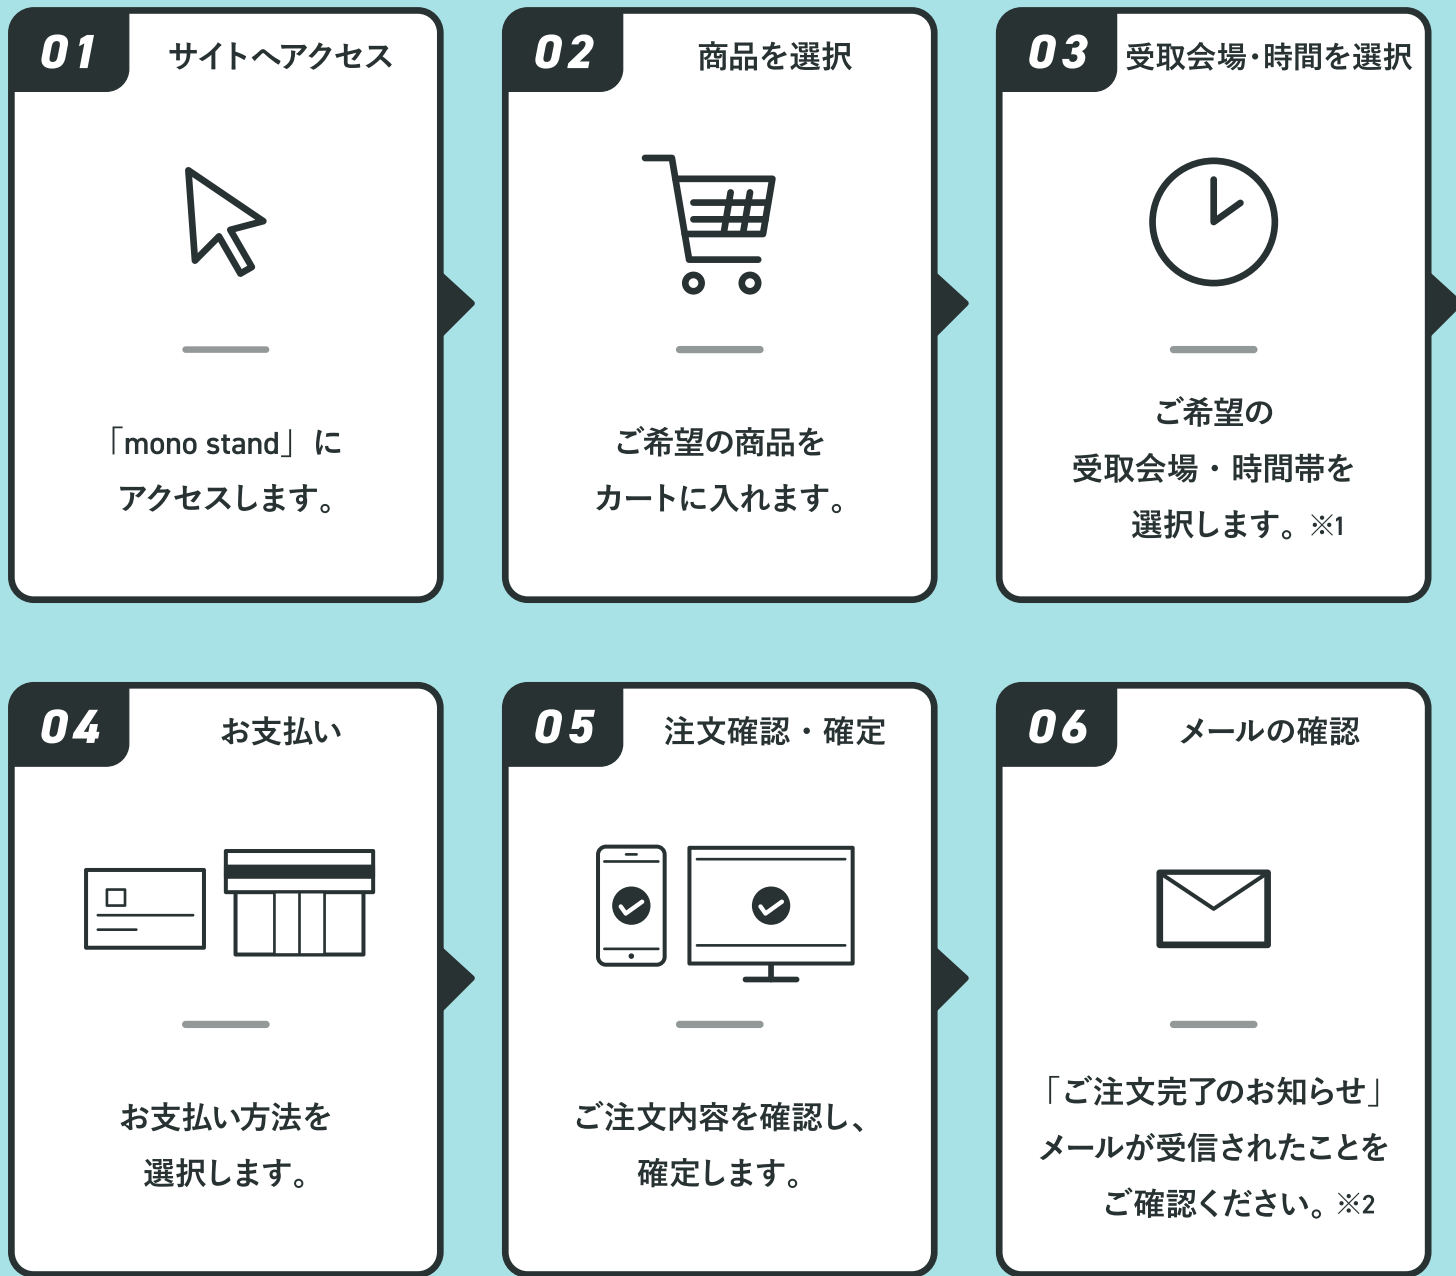 01
サイトへアクセス
「mono stand」に
アクセスします。
02
商品を選択
ご希望の商品を
カートに入れます。
03
受取会場・時間を選択
ご希望の
受取会場・時間帯を
選択します。※1
04
お支払い
お支払い方法を
選択します。
05
注文確認・確定
ご注文内容を確認し、
確定します。
06
メールの確認
「ご注文完了のお知らせ」
メールが受信されたことを
ご確認ください。※2